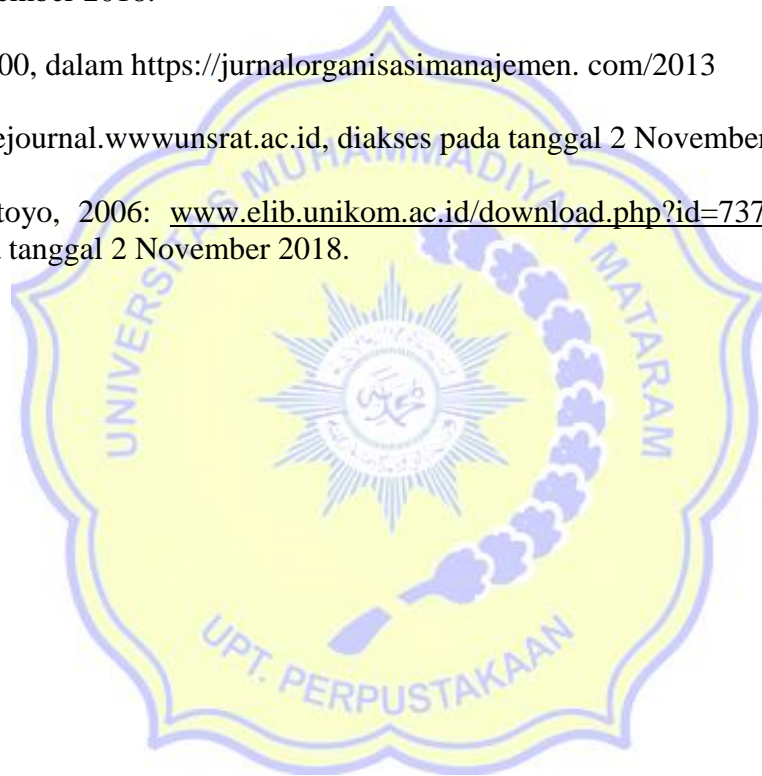 00, dalam https://jurnalorganisasimanajemen. com/2013
ejournal.wwwunsrat.ac.id, diakses pada tanggal 2 November
toyo, 2006: www.elib.unikom.ac.id/download.php?id=737
tanggal 2 November 2018.
UNIVERSITAS MUHAMMADIYAH MATARAM
UPT. PERPUSTAKAAN